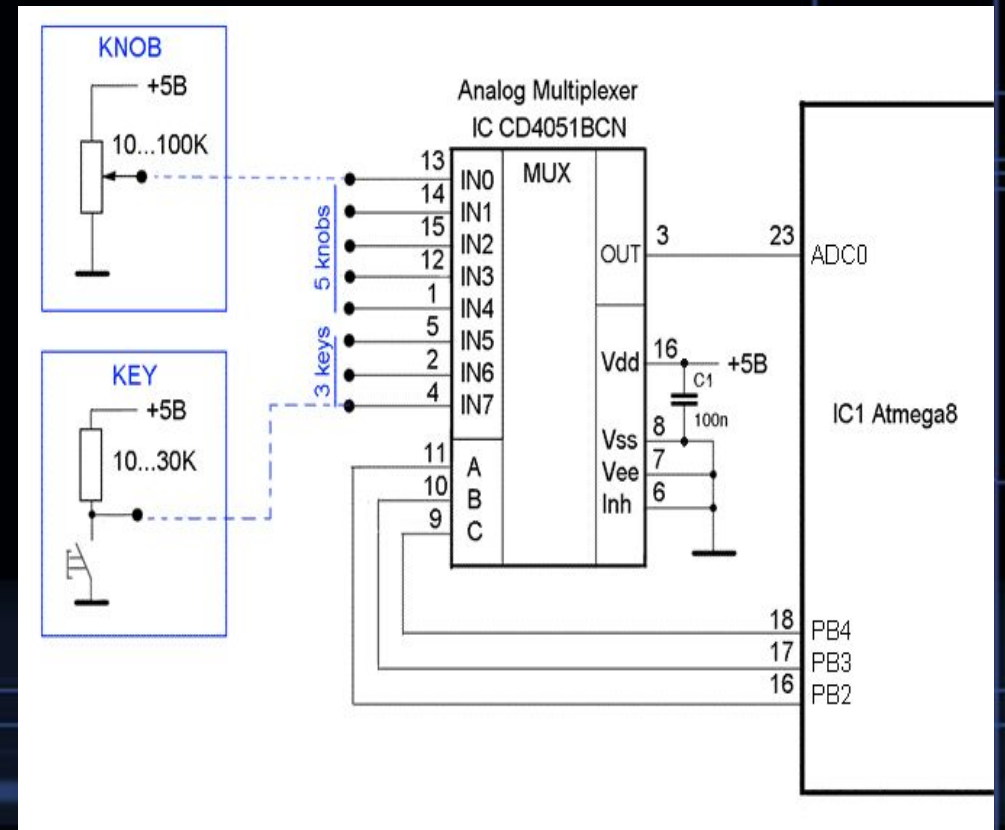 KNOB
+5B
10...100K
KEY
+5B
10...30K
5 knobs
3 keys
Analog Multiplexer
IC CD4051BCN
MUX
13 IN0
14 IN1
15 IN2
12 IN3
1 IN4
5 IN5
2 IN6
4 IN7
11 A
10 B
9 C
OUT 3
Vdd 16 +5B
C1
100n
Vss 8
Vee 7
Inh 6
23 ADC0
IC1 Atmega8
18 PB4
17 PB3
16 PB2